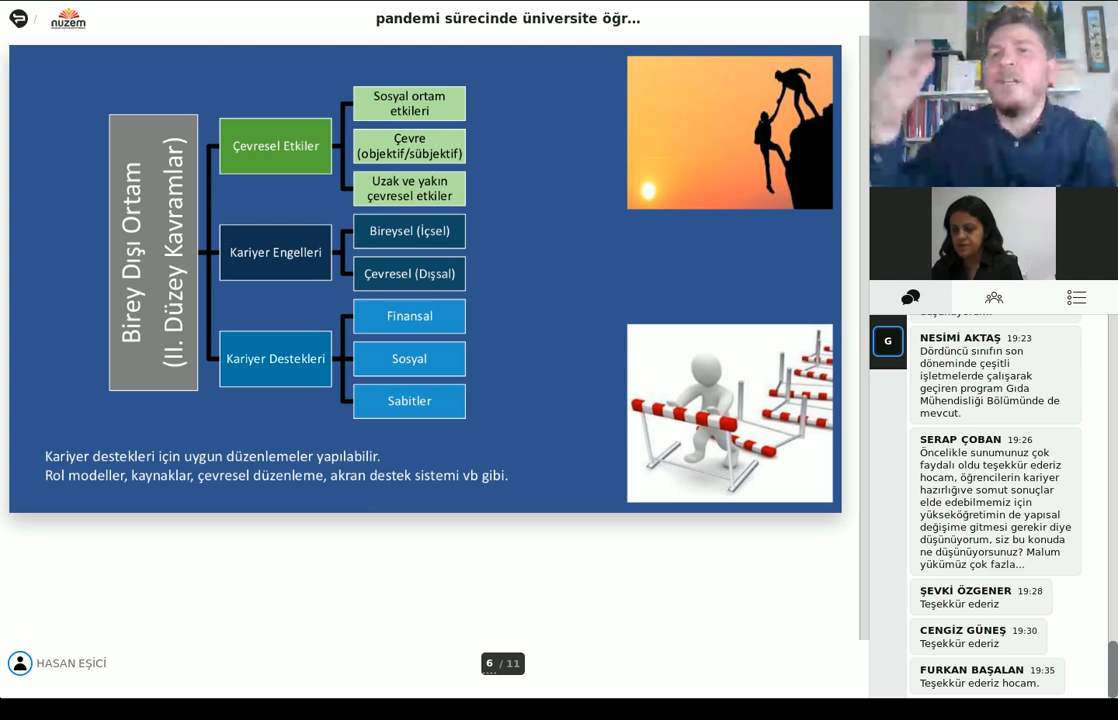 nuzem
pandemi sürecinde üniversite öğr...
Birey Dışı Ortam
(II. Düzey Kavramlar)
Çevresel Etkiler
Sosyal ortam
etkileri
Çevre
(objektif/sübjektif)
Uzak ve yakın
çevresel etkiler
Kariyer Engelleri
Bireysel (İçsel)
Çevresel (Dışsal)
Kariyer Destekleri
Finansal
Sosyal
Sabitler
Kariyer destekleri için uygun düzenlemeler yapılabilir.
Rol modeller, kaynaklar, çevresel düzenleme, akran destek sistemi vb gibi.
HASAN EŞİCİ
6 / 11
G
NESİMİ AKTAŞ 19:23
Dördüncü sınıfın son
döneminde çeşitli
işletmelerde çalışarak
geçiren program Gıda
Mühendisliği Bölümünde de
mevcut.
SERAP ÇOBAN 19:26
Öncelikle sunumunuz çok
faydalı oldu teşekkür ederiz
hocam, öğrencilerin kariyer
hazırlığıve somut sonuçlar
elde edebilmemiz için
yükseköğretimin de yapısal
değişime gitmesi gerekir diye
düşünüyorum, siz bu konuda
ne düşünüyorsunuz? Malum
yükümüz çok fazla...
ŞEVKİ ÖZGENER 19:28
Teşekkür ederiz
CENGİZ GÜNEŞ 19:30
Teşekkür ederiz
FURKAN BAŞALAN 19:35
Teşekkür ederiz hocam.